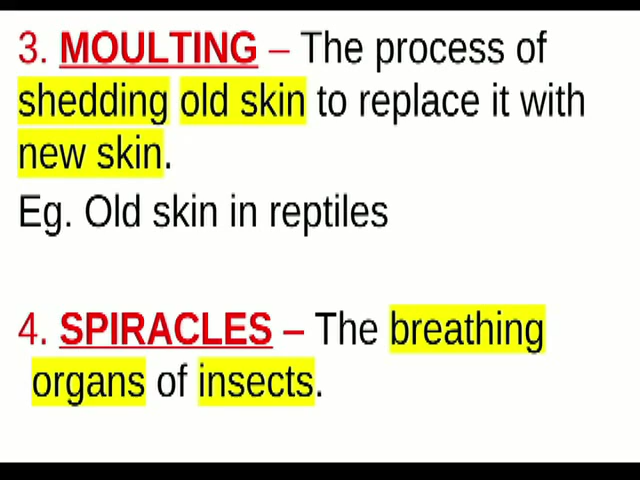 3. MOULTING – The process of
shedding old skin to replace it with
new skin.
Eg. Old skin in reptiles
4. SPIRACLES – The breathing
organs of insects.